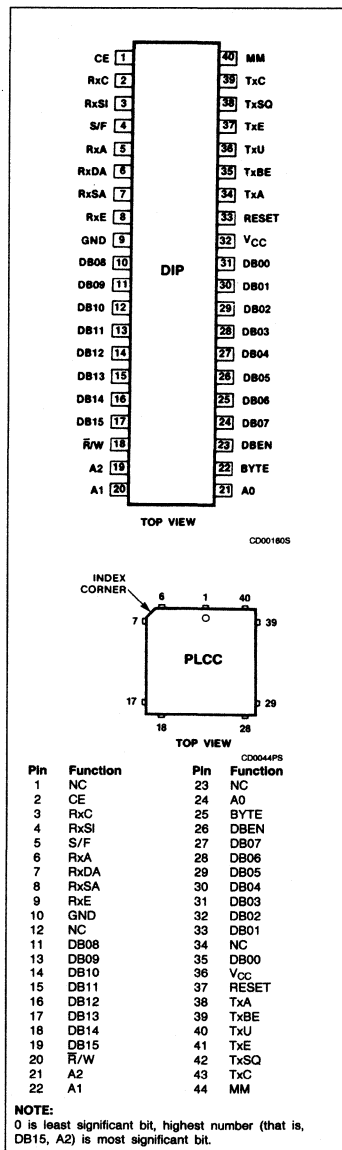 CE 1 40 MM
RxC 2 39 TxC
RxSI 3 38 TxSQ
S/F 4 37 TxE
RxA 5 36 TxU
RxDA 6 35 TxBE
RxSA 7 34 TxA
RxE 8 33 RESET
GND 9 32 VCC
DB08 10 31 DB00
DIP
DB09 11 30 DB01
DB10 12 29 DB02
DB11 13 28 DB03
DB12 14 27 DB04
DB13 15 26 DB05
DB14 16 25 DB06
DB15 17 24 DB07
R̅/W 18 23 DBEN
A2 19 22 BYTE
A1 20 21 A0
TOP VIEW
CD00160S
INDEX
CORNER
6 1 40
7 39
PLCC
17 29
18 28
TOP VIEW
CD0044PS
Pin Function Pin Function
1 NC 23 NC
2 CE 24 A0
3 RxC 25 BYTE
4 RxSI 26 DBEN
5 S/F 27 DB07
6 RxA 28 DB06
7 RxDA 29 DB05
8 RxSA 30 DB04
9 RxE 31 DB03
10 GND 32 DB02
12 NC 33 DB01
11 DB08 34 NC
13 DB09 35 DB00
14 DB10 36 VCC
15 DB11 37 RESET
16 DB12 38 TxA
17 DB13 39 TxBE
18 DB14 40 TxU
19 DB15 41 TxE
20 R̅/W 42 TxSQ
21 A2 43 TxC
22 A1 44 MM
NOTE:
0 is least significant bit, highest number (that is,
DB15, A2) is most significant bit.